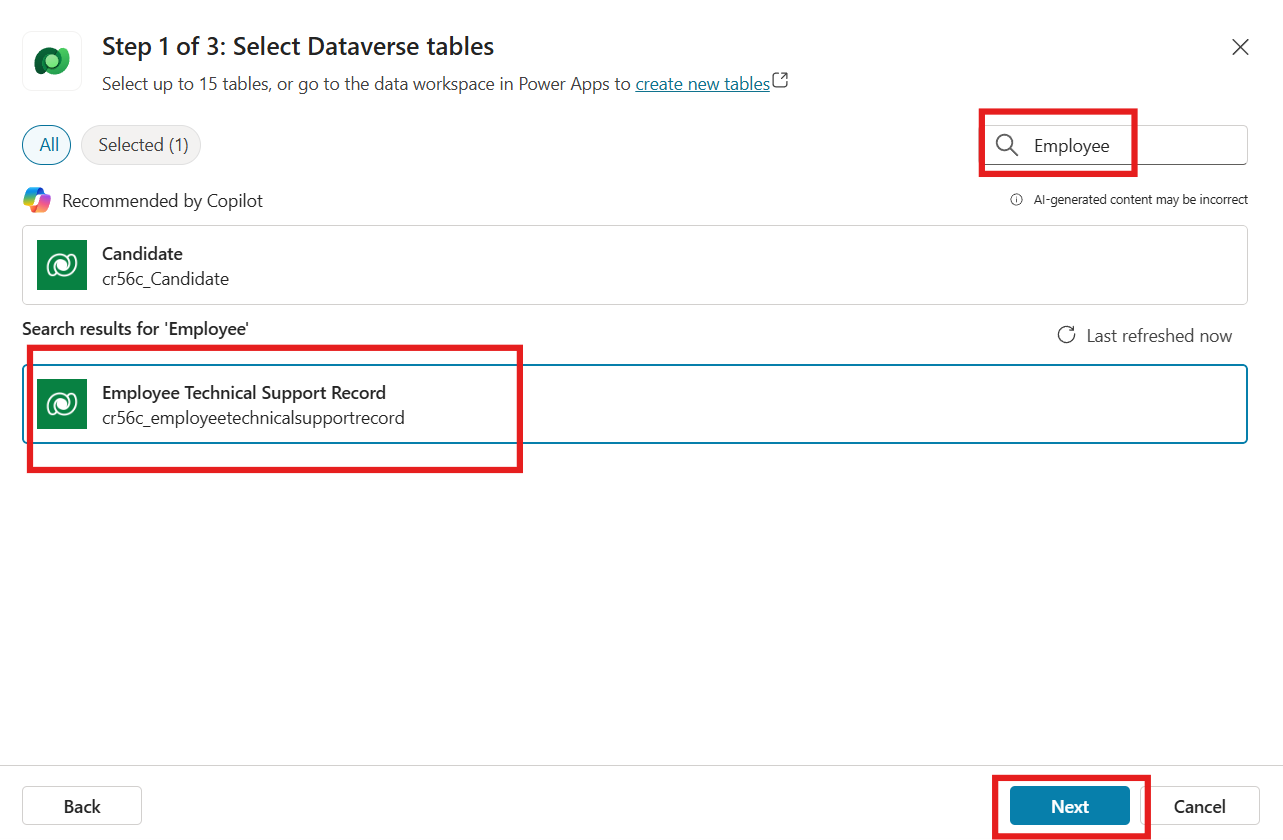 Step 1 of 3: Select Dataverse tables
Select up to 15 tables, or go to the data workspace in Power Apps to create new tables
All
Selected (1)
Employee
Recommended by Copilot
AI-generated content may be incorrect
Candidate
cr56c_Candidate
Search results for 'Employee'
Last refreshed now
Employee Technical Support Record
cr56c_employeetechnicalsupportrecord
Back
Next
Cancel